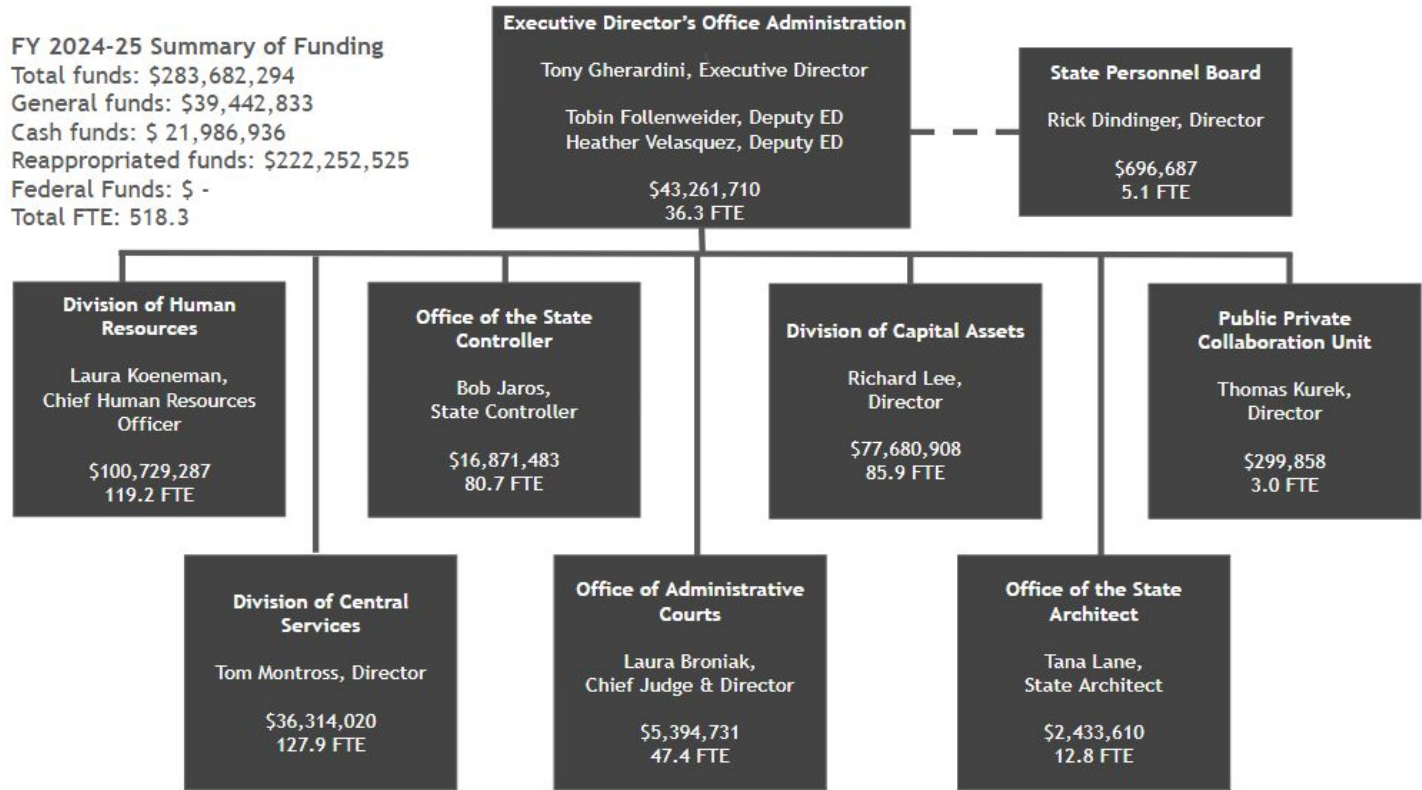 FY 2024-25 Summary of Funding
Total funds: $283,682,294
General funds: $39,442,833
Cash funds: $ 21,986,936
Reappropriated funds: $222,252,525
Federal Funds: $ -
Total FTE: 518.3
Executive Director's Office Administration
Tony Gherardini, Executive Director
Tobin Follenweider, Deputy ED
Heather Velasquez, Deputy ED
$43,261,710
36.3 FTE
State Personnel Board
Rick Dindinger, Director
$696,687
5.1 FTE
Division of Human
Resources
Laura Koeneman,
Chief Human Resources
Officer
$100,729,287
119.2 FTE
Office of the State
Controller
Bob Jaros,
State Controller
$16,871,483
80.7 FTE
Division of Capital Assets
Richard Lee,
Director
$77,680,908
85.9 FTE
Public Private
Collaboration Unit
Thomas Kurek,
Director
$299,858
3.0 FTE
Division of Central
Services
Tom Montross, Director
$36,314,020
127.9 FTE
Office of Administrative
Courts
Laura Broniak,
Chief Judge & Director
$5,394,731
47.4 FTE
Office of the State
Architect
Tana Lane,
State Architect
$2,433,610
12.8 FTE